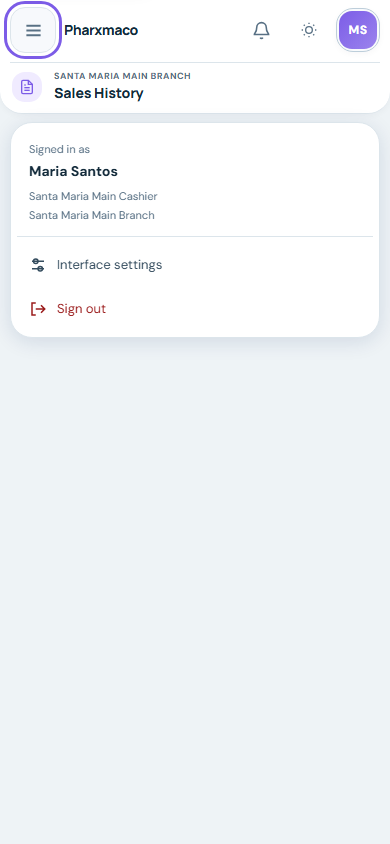 Pharxmaco
MS
SANTA MARIA MAIN BRANCH
Sales History
Signed in as
Maria Santos
Santa Maria Main Cashier
Santa Maria Main Branch
Interface settings
Sign out